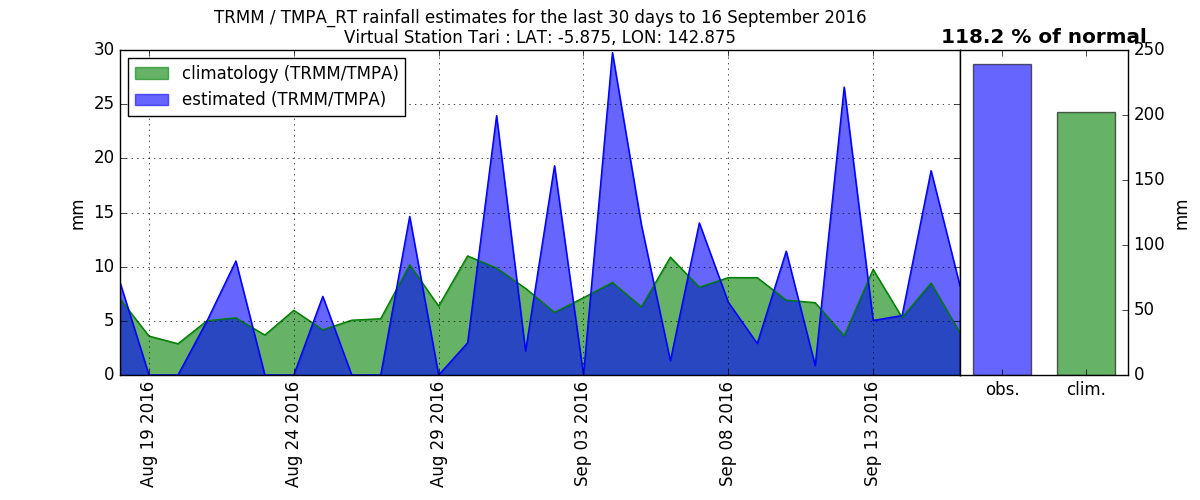 TRMM / TMPA_RT rainfall estimates for the last 30 days to 16 September 2016
Virtual Station Tari : LAT: -5.875, LON: 142.875
118.2 % of normal
climatology (TRMM/TMPA)
estimated (TRMM/TMPA)
30
25
20
15
10
5
0
mm
Aug 19 2016
Aug 24 2016
Aug 29 2016
Sep 03 2016
Sep 08 2016
Sep 13 2016
250
200
150
100
50
0
mm
obs.
clim.